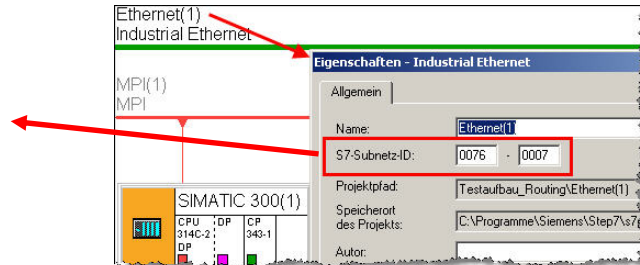 Ethernet(1)
Industrial Ethernet
MPI(1)
MPI
SIMATIC 300(1)
CPU 314C-2 DP
DP
CP 343-1
Eigenschaften - Industrial Ethernet
Allgemein
Name: Ethernet(1)
S7-Subnetz-ID: 0076 - 0007
Projektpfad: Testaufbau_Routing\Ethernet(1)
Speicherort des Projekts: C:\Programme\Siemens\Step7\s7
Autor: